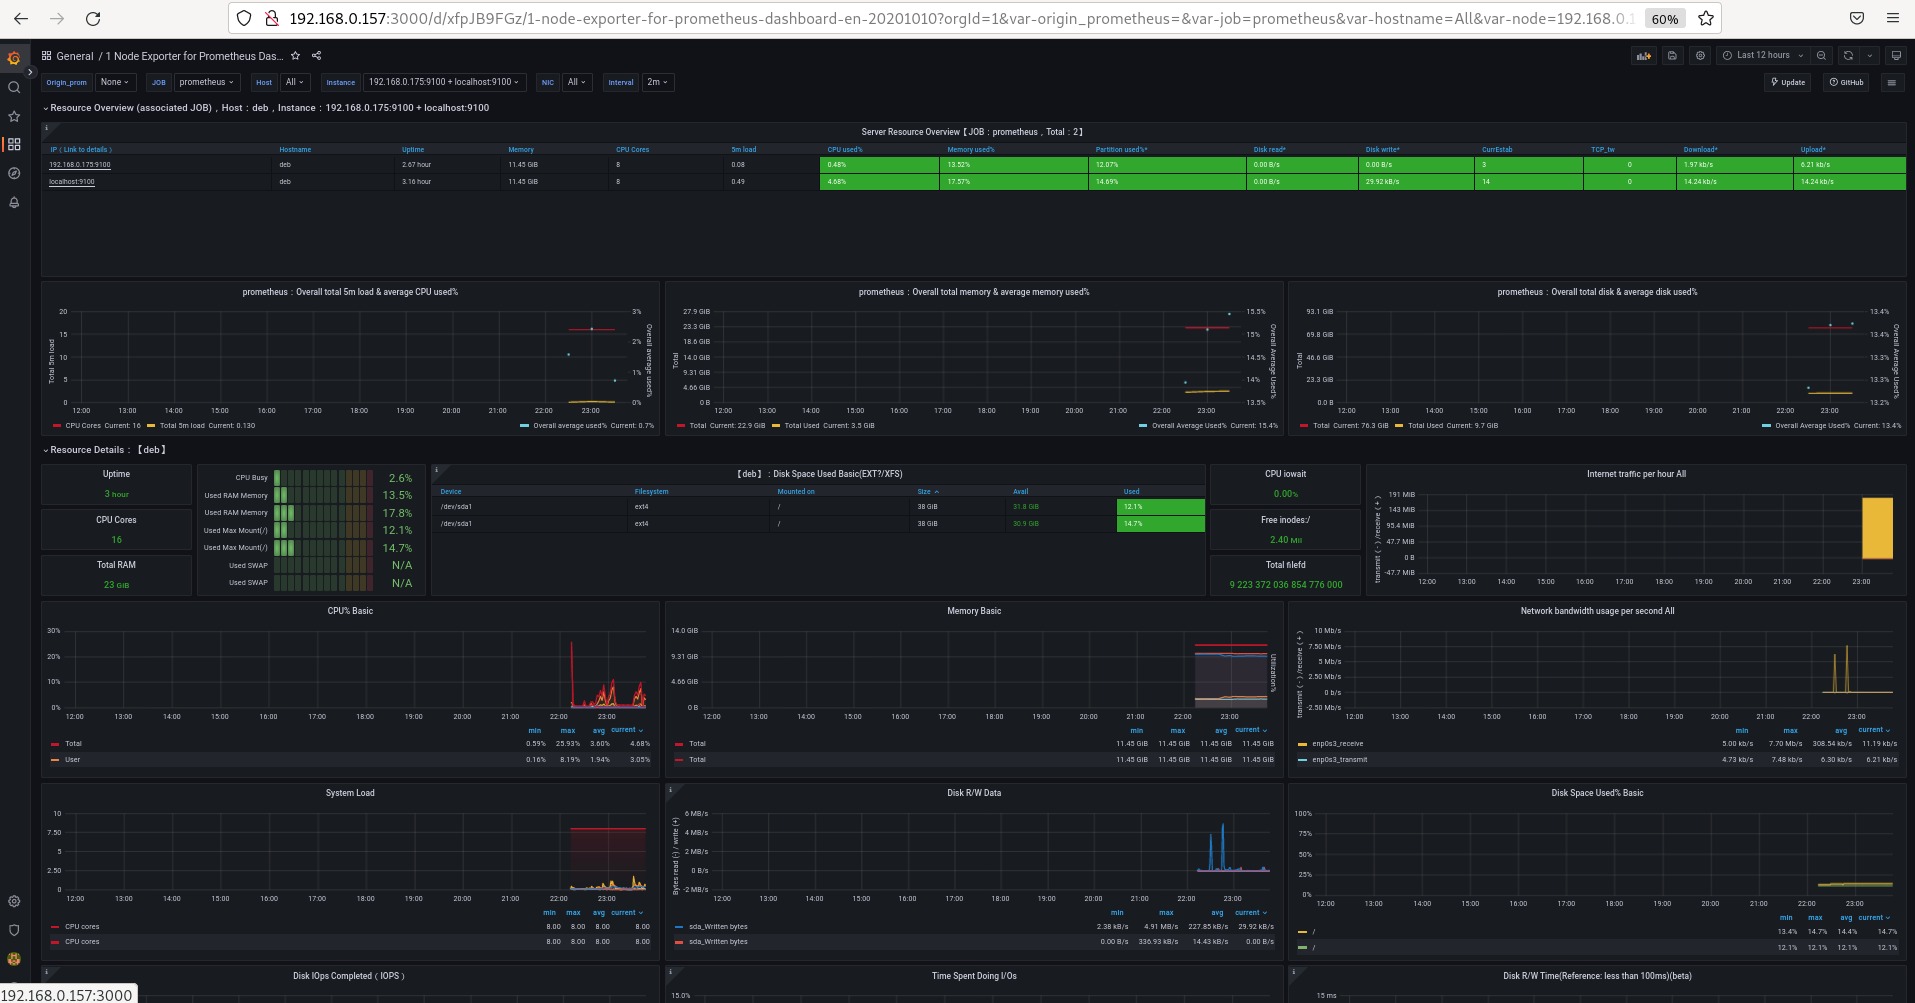 192.168.0.157:3000/d/xfpJB9FGz/1-node-exporter-for-prometheus-dashboard-en-20201010?orgId=1&var-origin_prometheus=&var-job=prometheus&var-hostname=All&var-node=192.168.0.1 60%
General / 1 Node Exporter for Prometheus Das... Last 12 hours
Origin_prom None JOB prometheus Host All Instance 192.168.0.175:9100 + localhost:9100 NIC All Interval 2m Update GitHub
Resource Overview (associated JOB)，Host：deb，Instance：192.168.0.175:9100 + localhost:9100
Server Resource Overview【JOB：prometheus，Total：2】
IP（Link to details） Hostname Uptime Memory CPU Cores 5m load CPU used% Memory used% Partition used%* Disk read* Disk write* CurrEstab TCP_tw Download* Upload*
192.168.0.175:9100 deb 2.67 hour 11.45 GiB 8 0.08 0.48% 13.52% 12.07% 0.00 B/s 0.00 B/s 3 0 1.97 kb/s 6.21 kb/s
localhost:9100 deb 3.16 hour 11.45 GiB 8 0.49 4.68% 17.57% 14.69% 0.00 B/s 29.92 kB/s 14 0 14.24 kb/s 14.24 kb/s
prometheus：Overall total 5m load & average CPU used%
Total 5m load
20
15
10
5
0
3%
2%
1%
0%
Overall average used%
12:00 13:00 14:00 15:00 16:00 17:00 18:00 19:00 20:00 21:00 22:00 23:00
CPU Cores Current: 16 Total 5m load Current: 0.130 Overall average used% Current: 0.7%
prometheus：Overall total memory & average memory used%
Total
27.9 GiB
23.3 GiB
18.6 GiB
14.0 GiB
9.31 GiB
4.66 GiB
0 B
15.5%
15%
14.5%
14%
13.5%
Overall Average Used%
12:00 13:00 14:00 15:00 16:00 17:00 18:00 19:00 20:00 21:00 22:00 23:00
Total Current: 22.9 GiB Total Used Current: 3.5 GiB Overall Average Used% Current: 15.4%
prometheus：Overall total disk & average disk used%
Total
93.1 GiB
69.8 GiB
46.6 GiB
23.3 GiB
0.0 B
13.4%
13.4%
13.3%
13.3%
13.2%
Overall Average Used%
12:00 13:00 14:00 15:00 16:00 17:00 18:00 19:00 20:00 21:00 22:00 23:00
Total Current: 76.3 GiB Total Used Current: 9.7 GiB Overall Average Used% Current: 13.4%
Resource Details：【deb】
Uptime
3 hour
CPU Cores
16
Total RAM
23 GiB
CPU Busy 2.6%
Used RAM Memory 13.5%
Used RAM Memory 17.8%
Used Max Mount(/) 12.1%
Used Max Mount(/) 14.7%
Used SWAP N/A
Used SWAP N/A
【deb】：Disk Space Used Basic(EXT?/XFS)
Device Filesystem Mounted on Size Avail Used
/dev/sda1 ext4 / 38 GiB 31.8 GiB 12.1%
/dev/sda1 ext4 / 38 GiB 30.9 GiB 14.7%
CPU iowait
0.00%
Free inodes:/
2.40 Mil
Total filefd
9 223 372 036 854 776 000
Internet traffic per hour All
transmit（-）/receive（+）
191 MiB
143 MiB
95.4 MiB
47.7 MiB
0 B
-47.7 MiB
12:00 13:00 14:00 15:00 16:00 17:00 18:00 19:00 20:00 21:00 22:00 23:00
CPU% Basic
30%
20%
10%
0%
12:00 13:00 14:00 15:00 16:00 17:00 18:00 19:00 20:00 21:00 22:00 23:00
min max avg current
Total 0.59% 25.93% 3.60% 4.68%
User 0.16% 8.19% 1.94% 3.05%
Memory Basic
14.0 GiB
9.31 GiB
4.66 GiB
0 B
Utilization%
12:00 13:00 14:00 15:00 16:00 17:00 18:00 19:00 20:00 21:00 22:00 23:00
min max avg current
Total 11.45 GiB 11.45 GiB 11.45 GiB 11.45 GiB
Total 11.45 GiB 11.45 GiB 11.45 GiB 11.45 GiB
Network bandwidth usage per second All
transmit（-）/receive（+）
10 Mb/s
7.50 Mb/s
5 Mb/s
2.50 Mb/s
0 b/s
-2.50 Mb/s
12:00 13:00 14:00 15:00 16:00 17:00 18:00 19:00 20:00 21:00 22:00 23:00
min max avg current
enp0s3_receive 5.00 kb/s 7.70 Mb/s 308.54 kb/s 11.19 kb/s
enp0s3_transmit 4.73 kb/s 7.48 kb/s 6.30 kb/s 6.21 kb/s
System Load
10
7.50
5
2.50
0
12:00 13:00 14:00 15:00 16:00 17:00 18:00 19:00 20:00 21:00 22:00 23:00
min max avg current
CPU cores 8.00 8.00 8.00 8.00
CPU cores 8.00 8.00 8.00 8.00
Disk R/W Data
Bytes read (-) / write (+)
6 MB/s
4 MB/s
2 MB/s
0 B/s
-2 MB/s
12:00 13:00 14:00 15:00 16:00 17:00 18:00 19:00 20:00 21:00 22:00 23:00
min max avg current
sda_Written bytes 2.38 kB/s 4.91 MB/s 227.85 kB/s 29.92 kB/s
sda_Written bytes 0.00 B/s 336.93 kB/s 14.43 kB/s 0.00 B/s
Disk Space Used% Basic
100%
75%
50%
25%
0%
12:00 13:00 14:00 15:00 16:00 17:00 18:00 19:00 20:00 21:00 22:00 23:00
min max avg current
/ 13.4% 14.7% 14.4% 14.7%
/ 12.1% 12.1% 12.1% 12.1%
Disk IOps Completed（IOPS）
Time Spent Doing I/Os
15.0%
Disk R/W Time(Reference: less than 100ms)(beta)
15 ms
192.168.0.157:3000